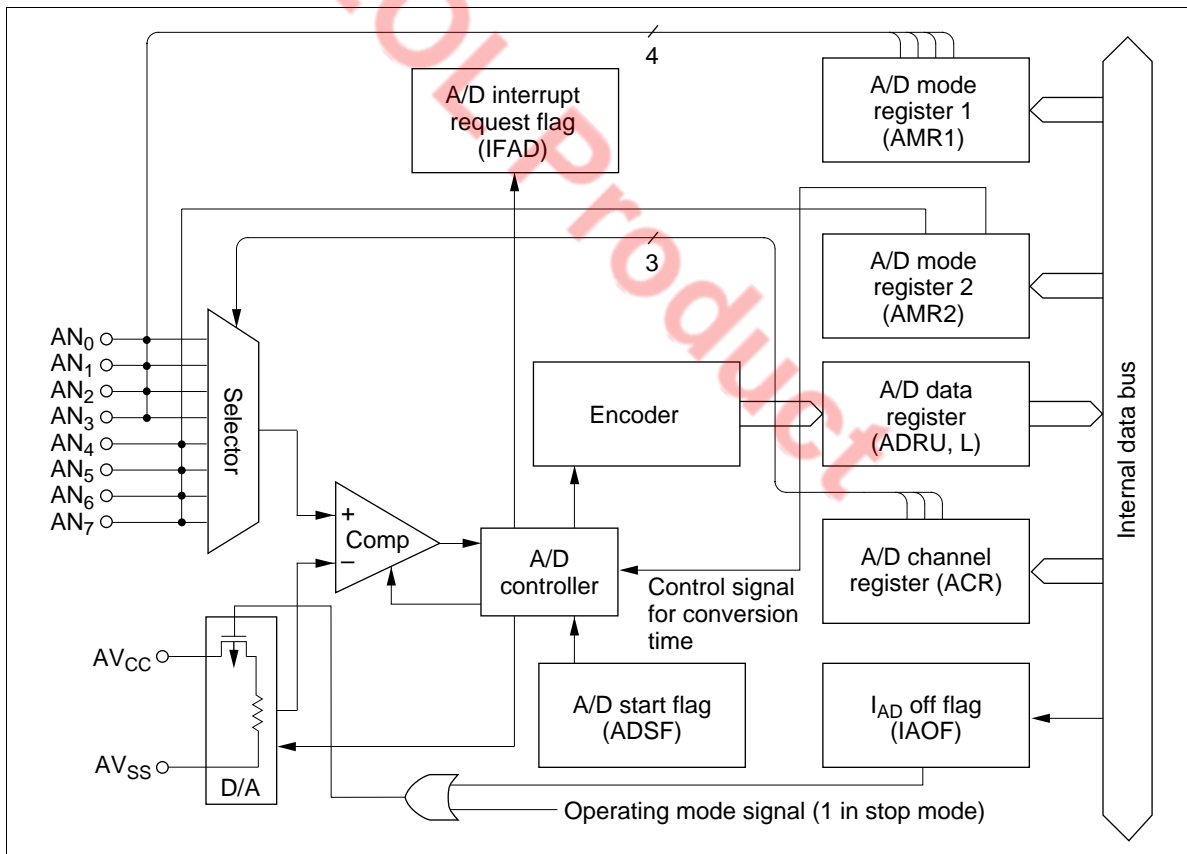 4
A/D interrupt
request flag
(IFAD)
A/D mode
register 1
(AMR1)
3
A/D mode
register 2
(AMR2)
AN0
AN1
AN2
AN3
AN4
AN5
AN6
AN7
Selector
Encoder
A/D data
register
(ADRU, L)
Internal data bus
+
Comp
−
A/D
controller
Control signal
for conversion
time
A/D channel
register (ACR)
AVCC
AVSS
D/A
A/D start flag
(ADSF)
IAD off flag
(IAOF)
Operating mode signal (1 in stop mode)
OL Product